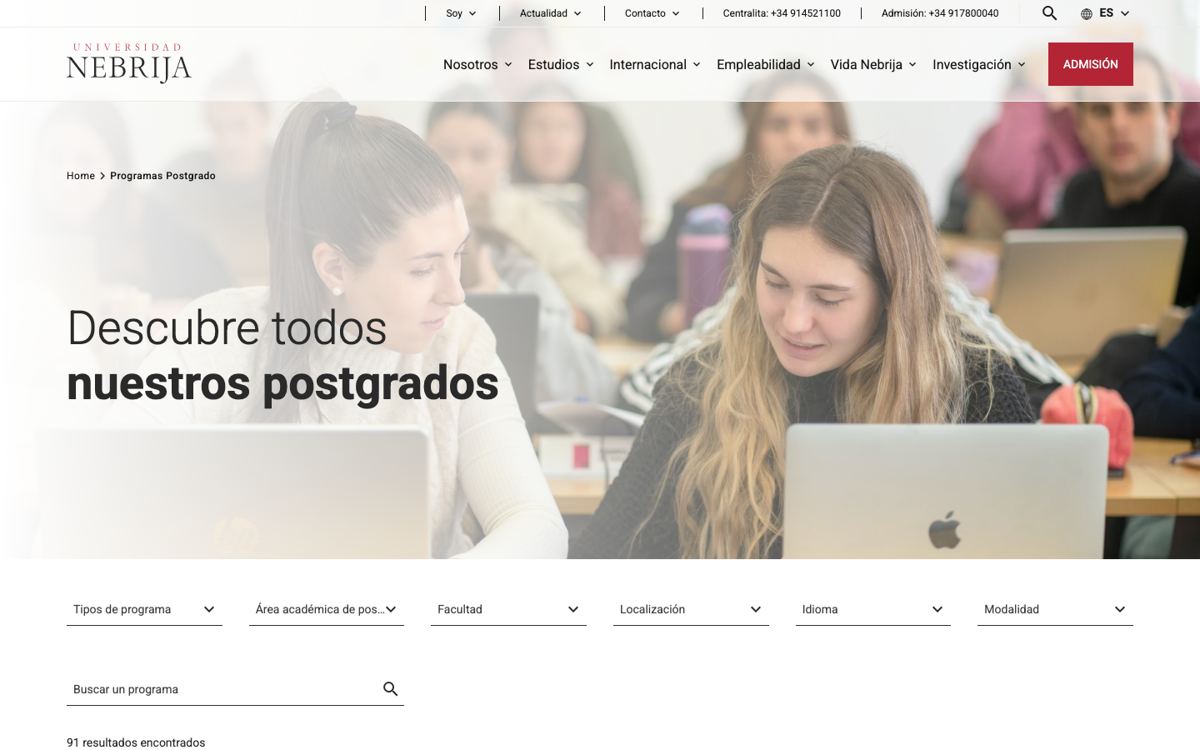 Soy
Actualidad
Contacto
Centralita: +34 914521100
Admisión: +34 917800040
ES
UNIVERSIDAD
NEBRIJA
Nosotros
Estudios
Internacional
Empleabilidad
Vida Nebrija
Investigación
ADMISIÓN
Home > Programas Postgrado
Descubre todos
nuestros postgrados
Tipos de programa
Área académica de pos...
Facultad
Localización
Idioma
Modalidad
Buscar un programa
91 resultados encontrados